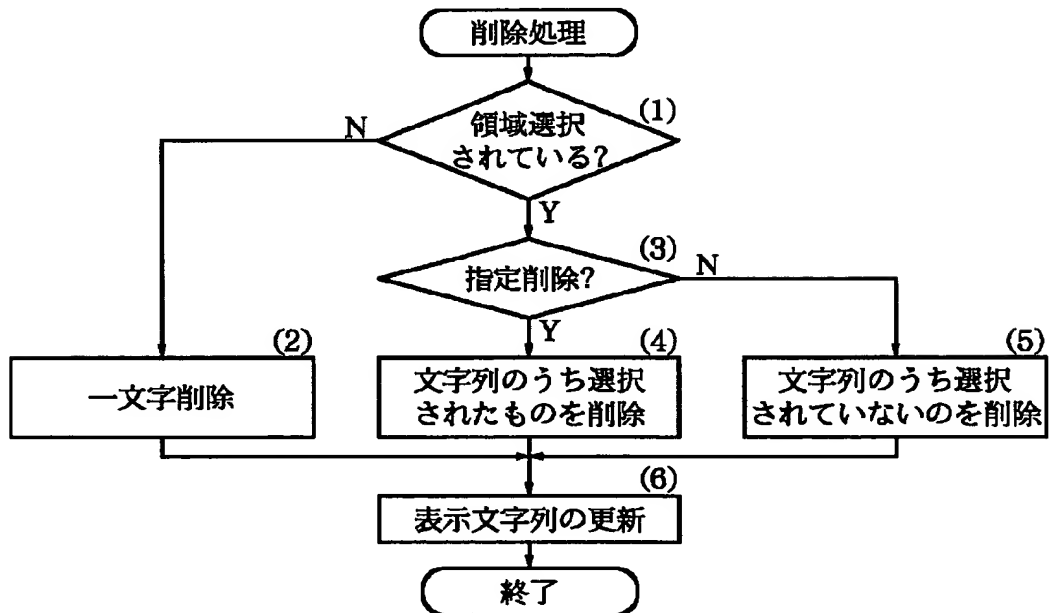 削除処理
(1)
領域選択
されている?
N
Y
(3)
指定削除?
N
Y
(2)
一文字削除
(4)
文字列のうち選択
されたものを削除
(5)
文字列のうち選択
されていないのを削除
(6)
表示文字列の更新
終了